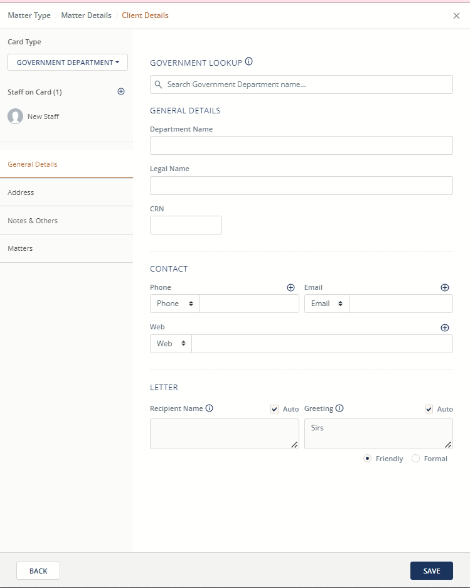 Matter Type Matter Details Client Details
Card Type
GOVERNMENT DEPARTMENT
Staff on Card (1)
New Staff
General Details
Address
Notes & Others
Matters
GOVERNMENT LOOKUP
Search Government Department name...
GENERAL DETAILS
Department Name
Legal Name
CRN
CONTACT
Phone Email
Phone Email
Web
Web
LETTER
Recipient Name Auto Greeting Auto
Sirs
Friendly Formal
BACK SAVE